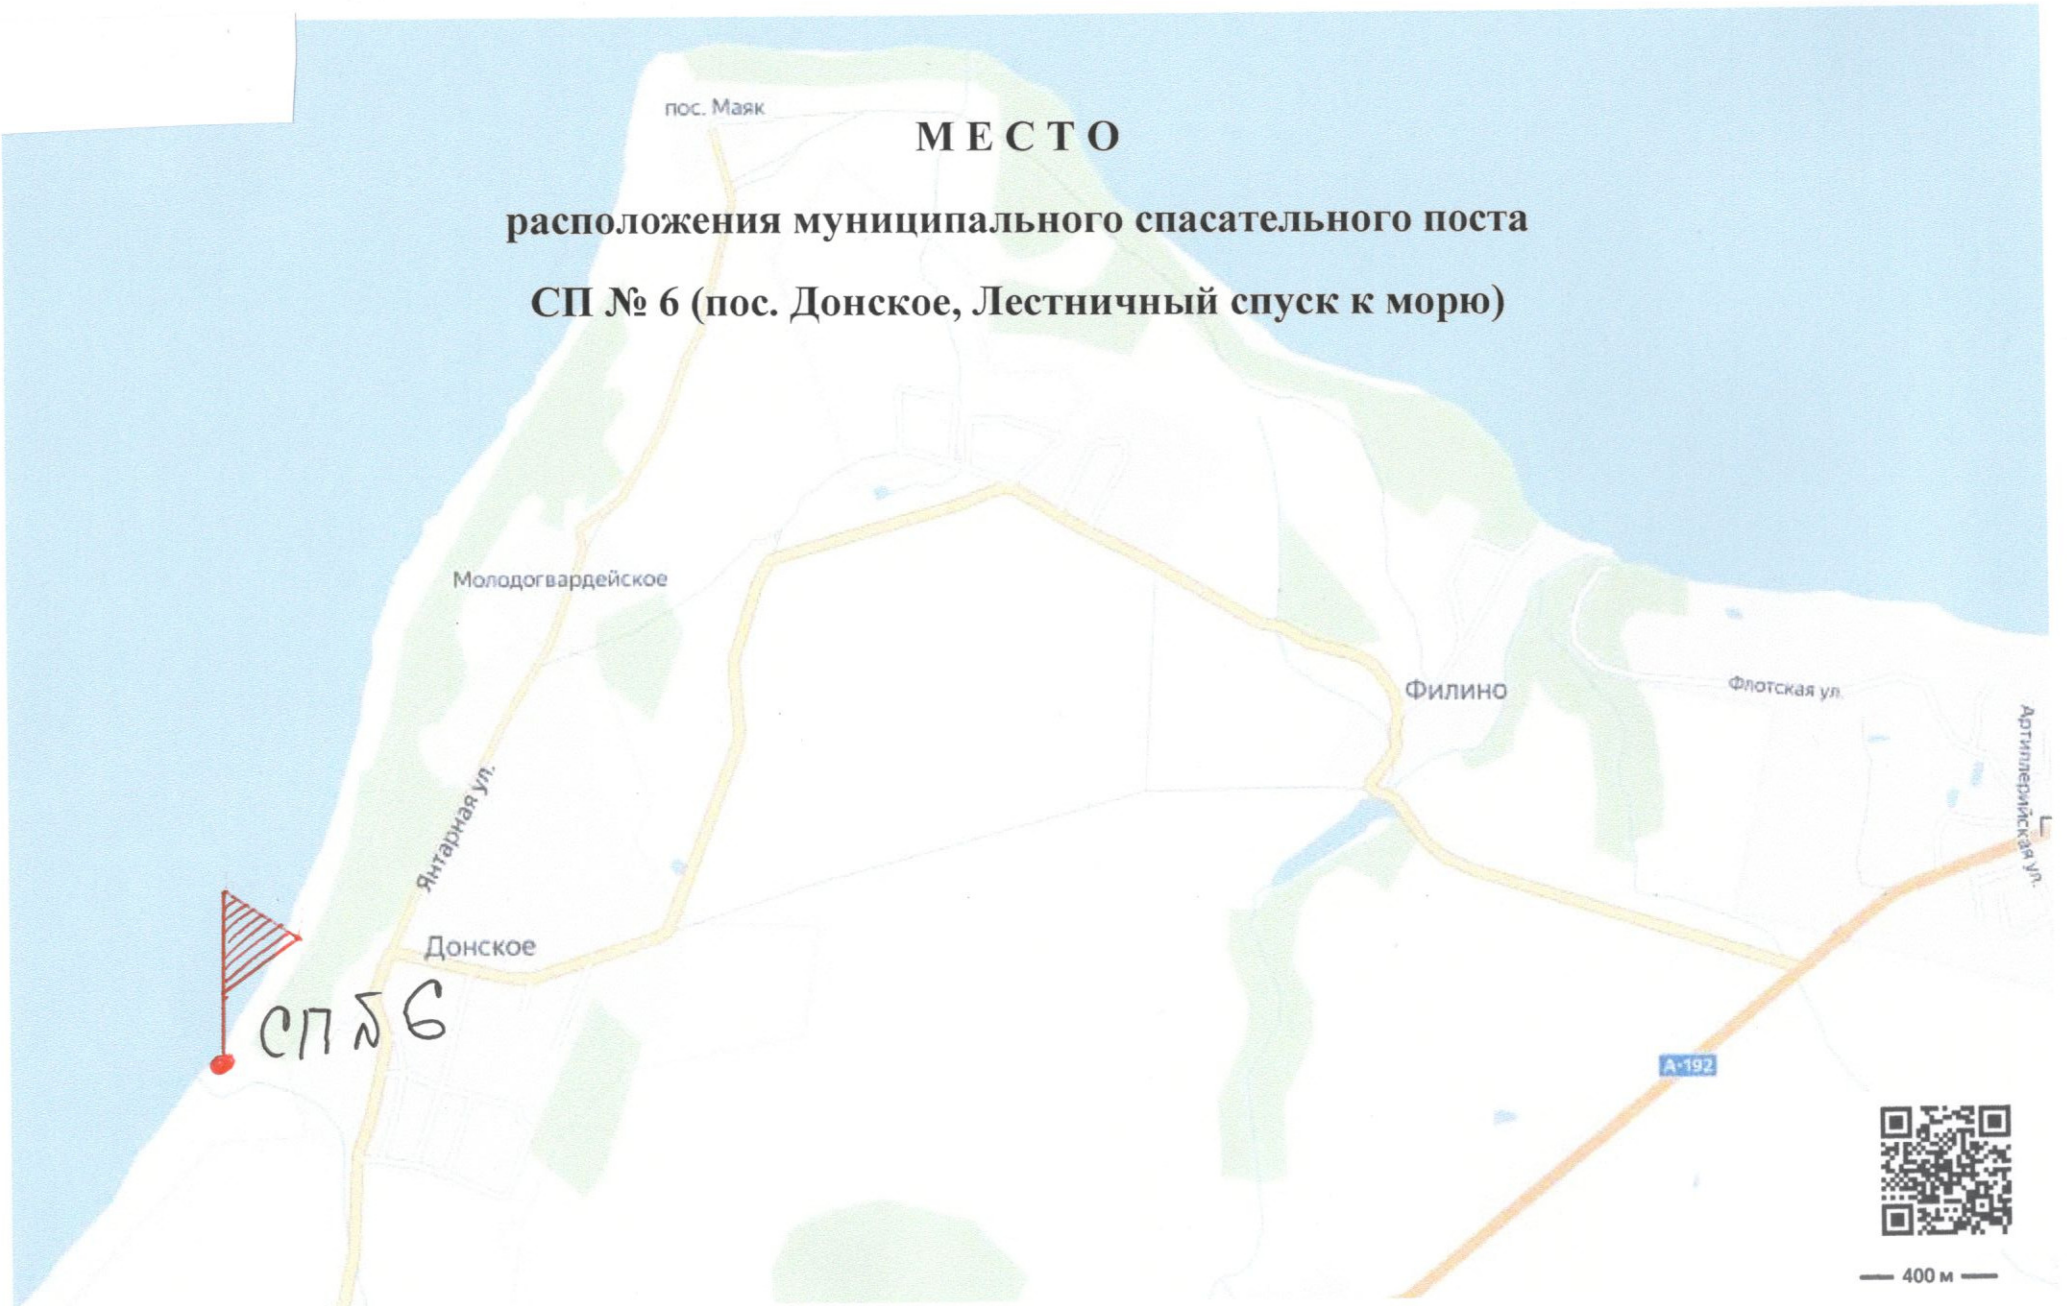 МЕСТО
расположения муниципального спасательного поста
СП № 6 (пос. Донское, Лестничный спуск к морю)
пос. Маяк
Молодогвардейское
Филино
Флотская ул.
Артиллерийская ул.
Янтарная ул.
Донское
СП № 6
А-192
400 м